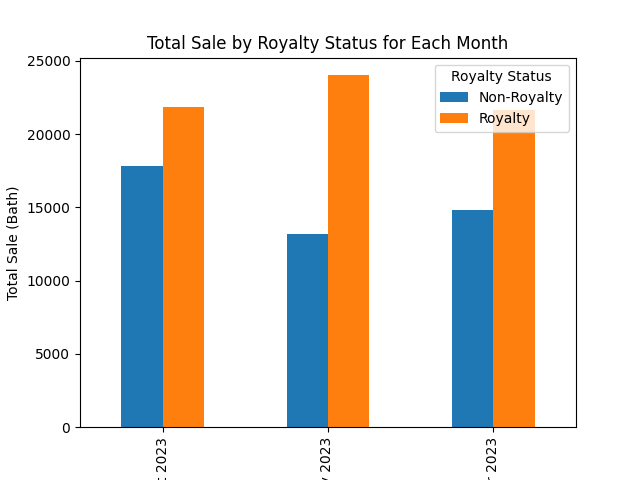 Total Sale by Royalty Status for Each Month
Royalty Status
Non-Royalty
Royalty
Total Sale (Bath)
25000
20000
15000
10000
5000
0
2023
2023
2023